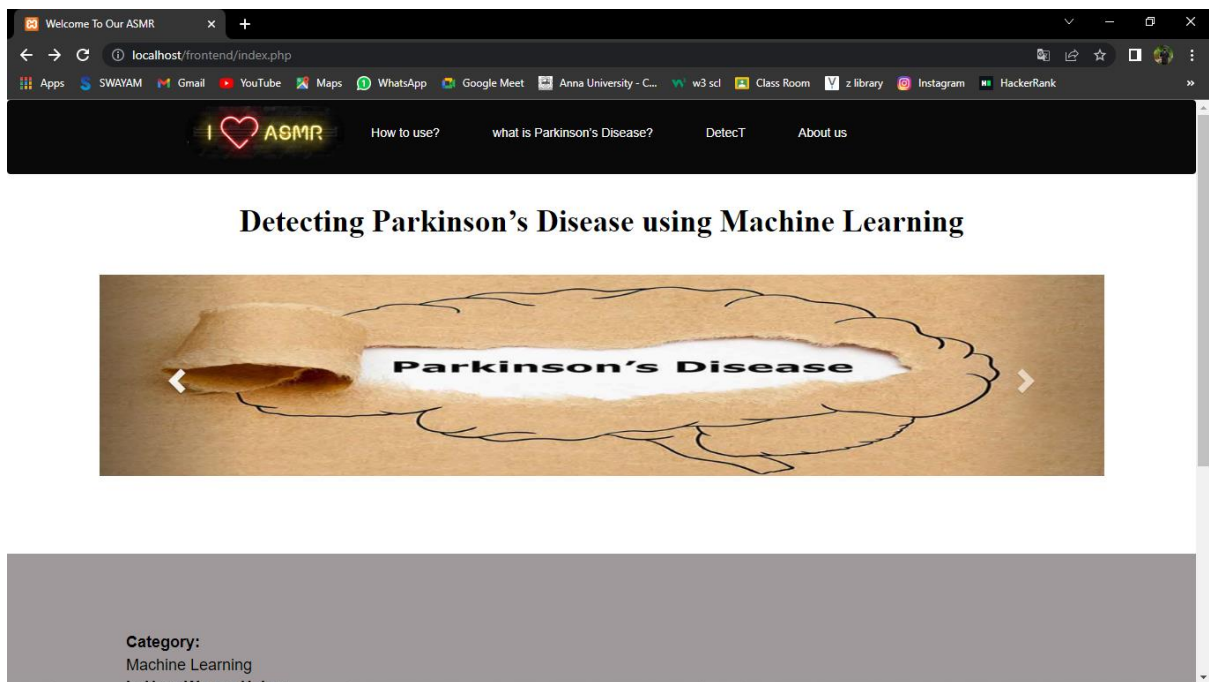 Welcome To Our ASMR
localhost/frontend/index.php
Apps SWAYAM Gmail YouTube Maps WhatsApp Google Meet Anna University - C... w3 scl Class Room z library Instagram HackerRank
I ASMR How to use? what is Parkinson's Disease? DetecT About us
Detecting Parkinson’s Disease using Machine Learning
Parkinson’s Disease
Category:
Machine Learning